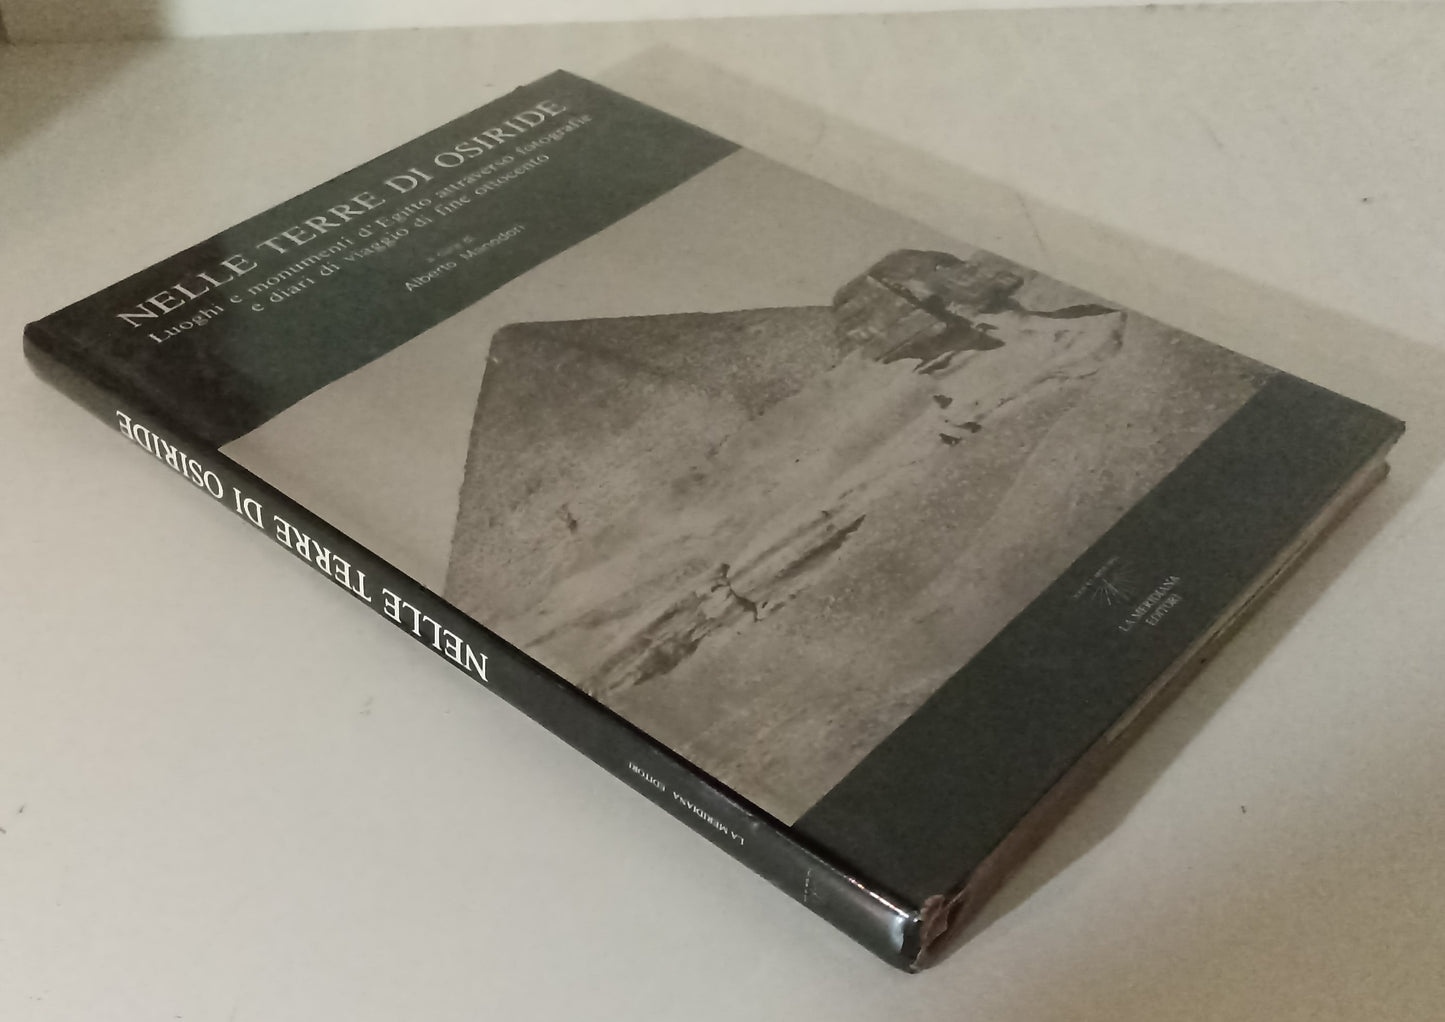 NELLE TERRE DI OSIRIDE
Luoghi e monumenti d'Egitto attraverso fotografie
e diari di viaggio di fine ottocento
a cura di
Alberto Manodori
LA MERIDIANA
EDITORI
NELLE TERRE DI OSIRIDE
LA MERIDIANA EDITORI